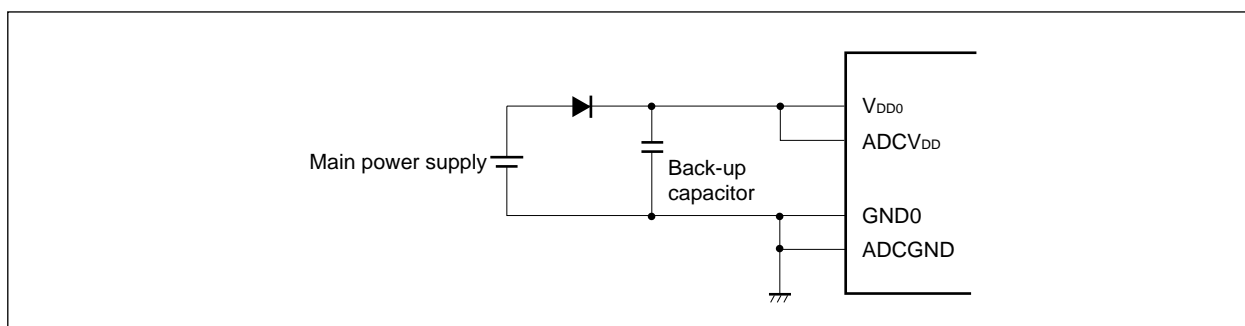 VDD0
ADCVDD
Main power supply
Back-up
capacitor
GND0
ADCGND